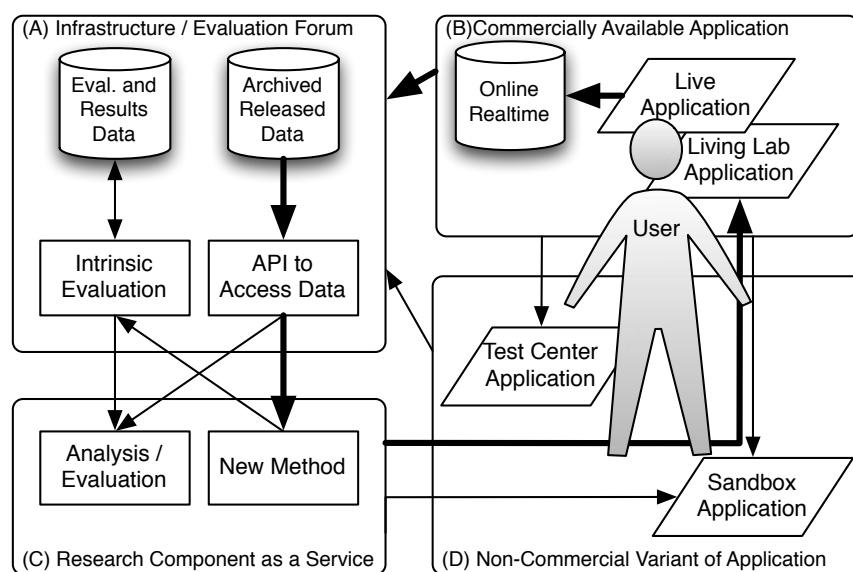 (A) Infrastructure / Evaluation Forum
Eval. and
Results
Data
Archived
Released
Data
Intrinsic
Evaluation
API to
Access Data
(B)Commercially Available Application
Online
Realtime
Live
Application
Living Lab
Application
User
Test Center
Application
Sandbox
Application
(D) Non-Commercial Variant of Application
Analysis /
Evaluation
New Method
(C) Research Component as a Service